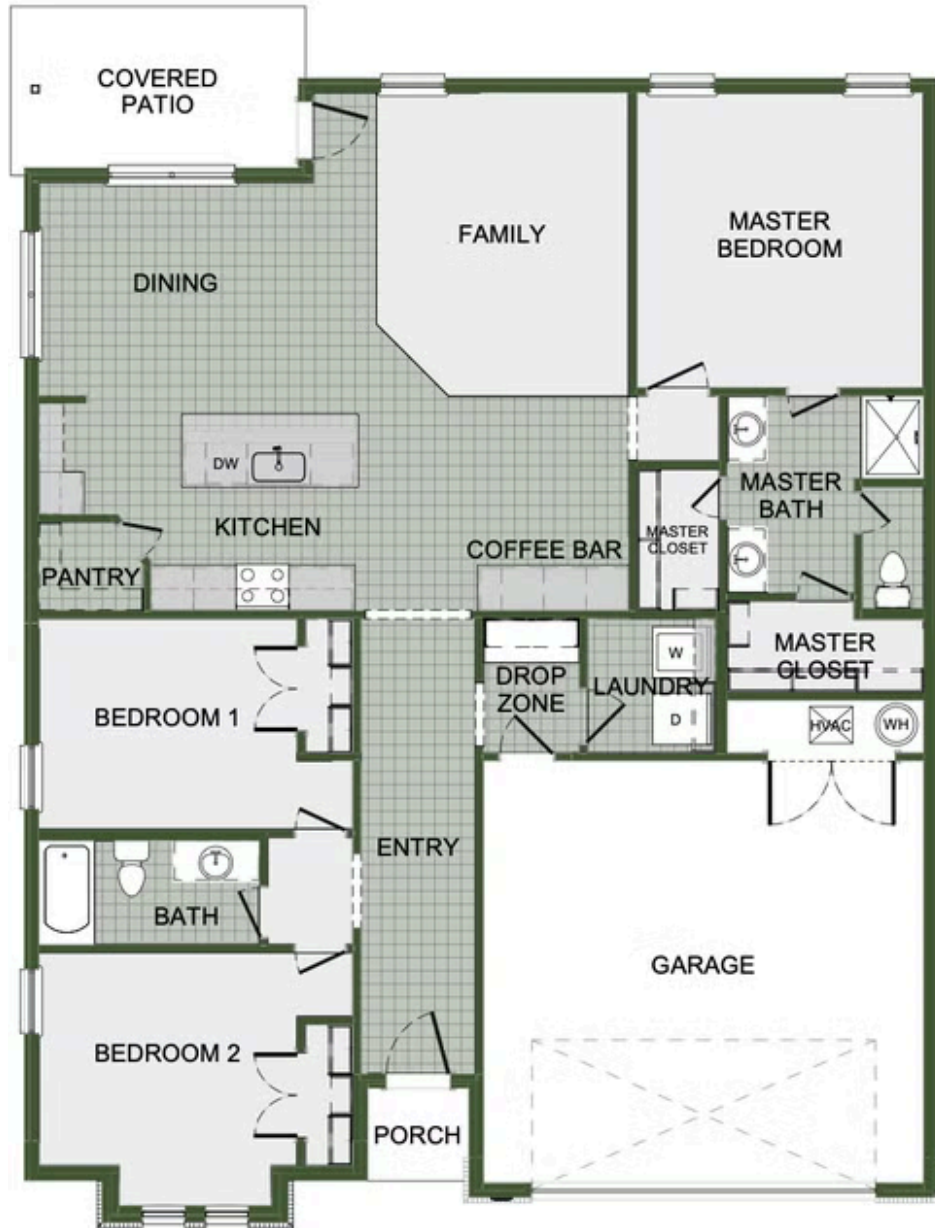 COVERED
PATIO
FAMILY
MASTER
BEDROOM
DINING
DW
KITCHEN
MASTER
BATH
MASTER
CLOSET
COFFEE BAR
PANTRY
MASTER
CLOSET
W
DROP
ZONE
LAUNDRY
D
HVAC
WH
BEDROOM 1
ENTRY
BATH
GARAGE
BEDROOM 2
PORCH